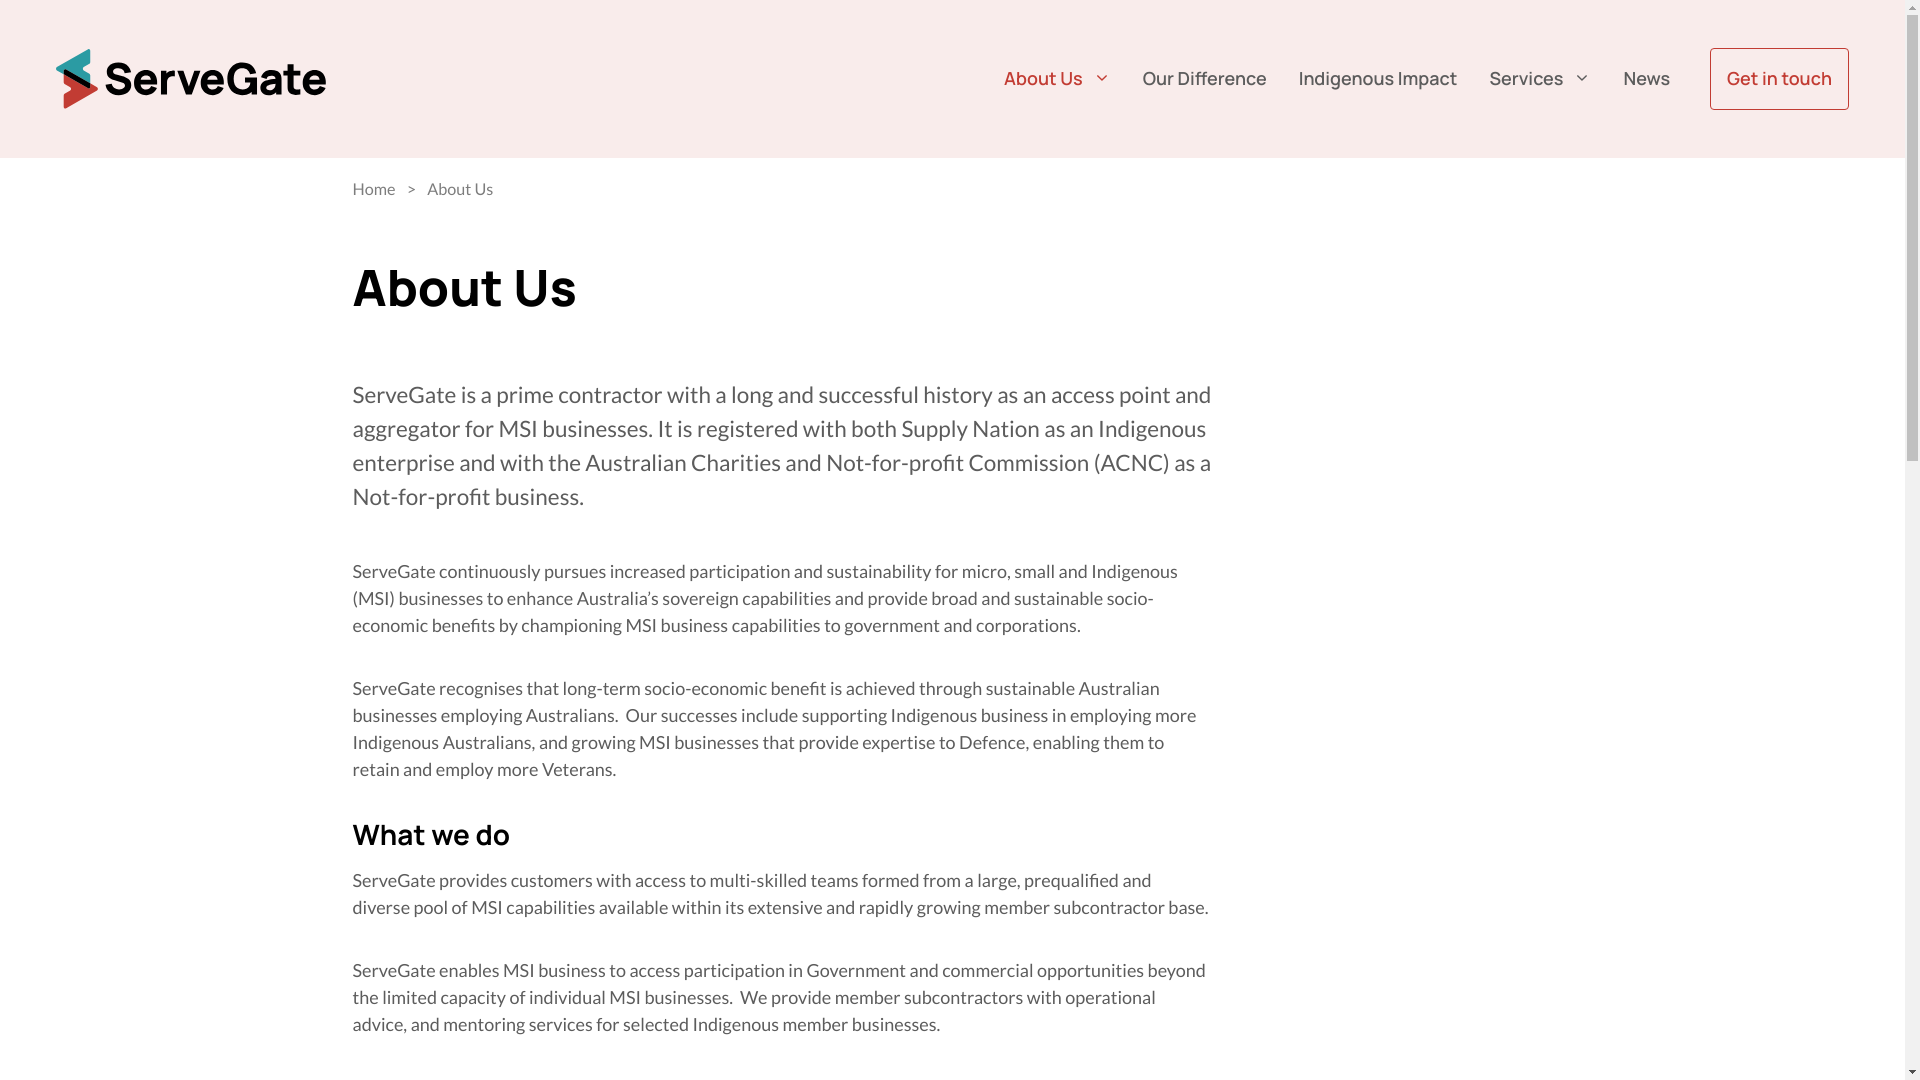 ServeGate
About Us
Our Difference
Indigenous Impact
Services
News
Get in touch
Home > About Us
About Us
ServeGate is a prime contractor with a long and successful history as an access point and
aggregator for MSI businesses. It is registered with both Supply Nation as an Indigenous
enterprise and with the Australian Charities and Not-for-profit Commission (ACNC) as a
Not-for-profit business.
ServeGate continuously pursues increased participation and sustainability for micro, small and Indigenous
(MSI) businesses to enhance Australia’s sovereign capabilities and provide broad and sustainable socio-
economic benefits by championing MSI business capabilities to government and corporations.
ServeGate recognises that long-term socio-economic benefit is achieved through sustainable Australian
businesses employing Australians.  Our successes include supporting Indigenous business in employing more
Indigenous Australians, and growing MSI businesses that provide expertise to Defence, enabling them to
retain and employ more Veterans.
What we do
ServeGate provides customers with access to multi-skilled teams formed from a large, prequalified and
diverse pool of MSI capabilities available within its extensive and rapidly growing member subcontractor base.
ServeGate enables MSI business to access participation in Government and commercial opportunities beyond
the limited capacity of individual MSI businesses.  We provide member subcontractors with operational
advice, and mentoring services for selected Indigenous member businesses.